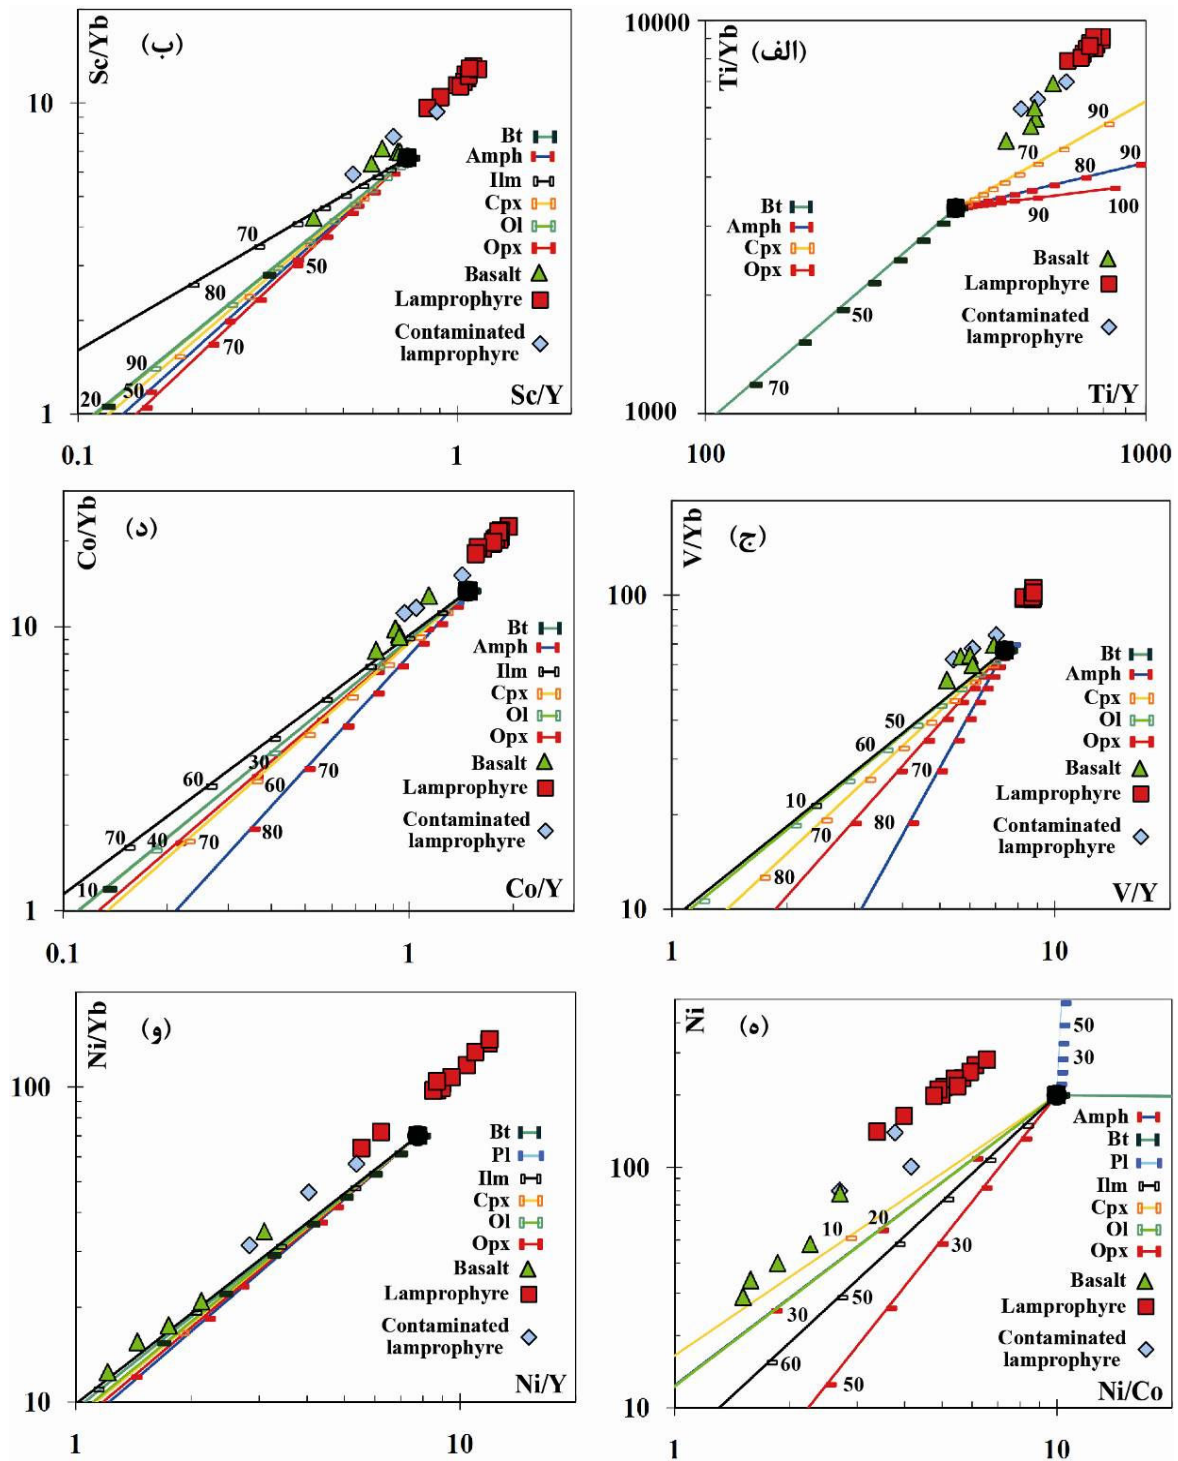 (ب)
Sc/Yb
10
1
0.1
1
Sc/Y
70
80
90
50
20
50
70
Bt
Amph
Ilm
Cpx
Ol
Opx
Basalt
Lamprophyre
Contaminated
lamprophyre
(الف)
Ti/Yb
10000
1000
100
1000
Ti/Y
90
70
80
90
90
100
50
70
Bt
Amph
Cpx
Opx
Basalt
Lamprophyre
Contaminated
lamprophyre
(د)
Co/Yb
10
1
0.1
1
Co/Y
60
30
60
70
70
40
70
80
10
Bt
Amph
Ilm
Cpx
Ol
Opx
Basalt
Lamprophyre
Contaminated
lamprophyre
(ج)
V/Yb
100
10
1
10
V/Y
50
60
10
70
70
80
80
Bt
Amph
Cpx
Ol
Opx
Basalt
Lamprophyre
Contaminated
lamprophyre
(و)
Ni/Yb
100
10
1
10
Ni/Y
Bt
Pl
Ilm
Cpx
Ol
Opx
Basalt
Lamprophyre
Contaminated
lamprophyre
(ه)
Ni
100
10
1
10
Ni/Co
50
30
10
20
30
30
50
60
50
Amph
Bt
Pl
Ilm
Cpx
Ol
Opx
Basalt
Lamprophyre
Contaminated
lamprophyre